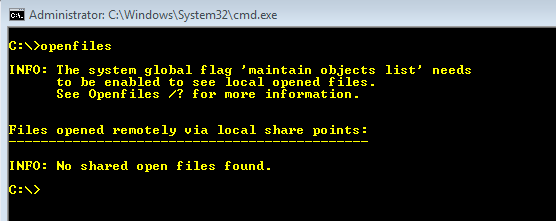 Administrator: C:\Windows\System32\cmd.exe
C:\>openfiles
INFO: The system global flag 'maintain objects list' needs
to be enabled to see local opened files.
See Openfiles /? for more information.
Files opened remotely via local share points:
---------------------------------------------
INFO: No shared open files found.
C:\>